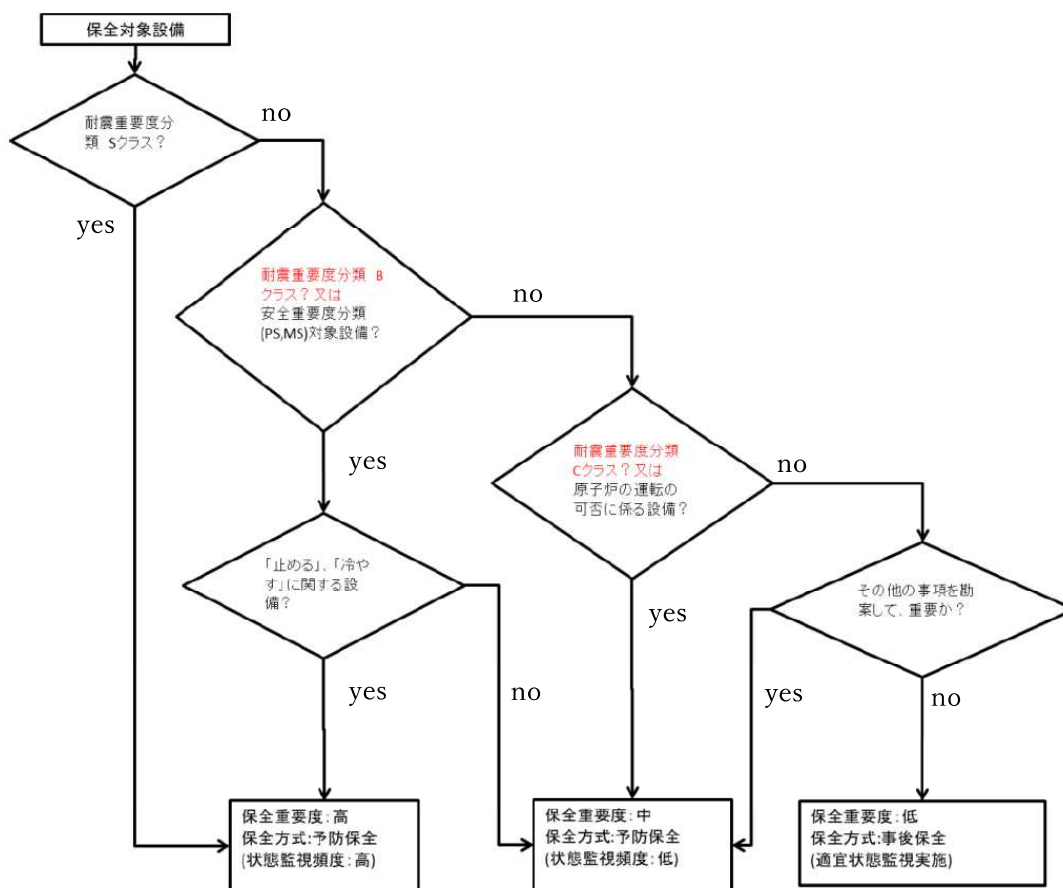 保全対象設備
耐震重要度分
類 Sクラス？
no
yes
耐震重要度分類 B
クラス？又は
安全重要度分類
(PS,MS)対象設備？
no
yes
耐震重要度分類
Cクラス？又は
原子炉の運転の
可否に係る設備？
no
yes
「止める」、「冷や
す」に関する設
備？
yes
no
その他の事項を勘
案して、重要か？
yes
no
保全重要度：高
保全方式：予防保全
(状態監視頻度：高)
保全重要度：中
保全方式：予防保全
(状態監視頻度：低)
保全重要度：低
保全方式：事後保全
(適宜状態監視実施)